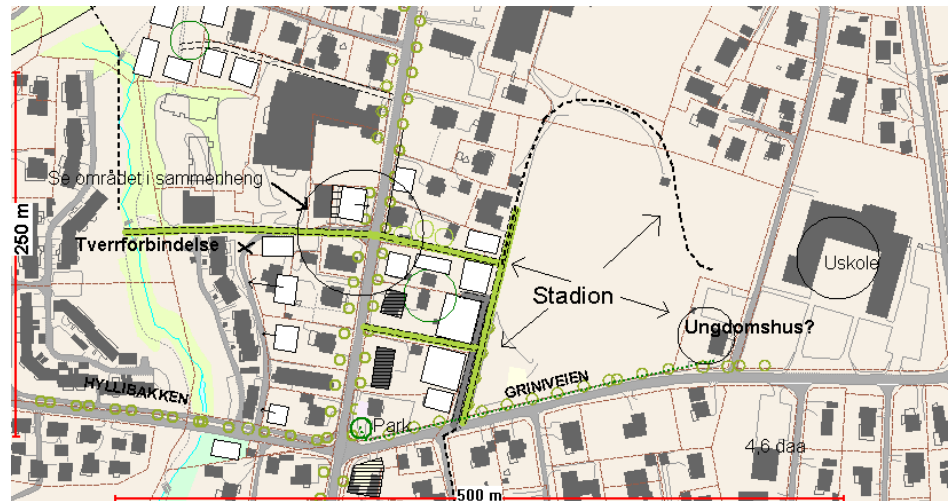 Se området i sammenheng
250 m
Tverrforbindelse
Uskole
Stadion
Ungdomshus?
HYLLIBAKKEN
GRINIVEIEN
Park
4,6 daa
500 m